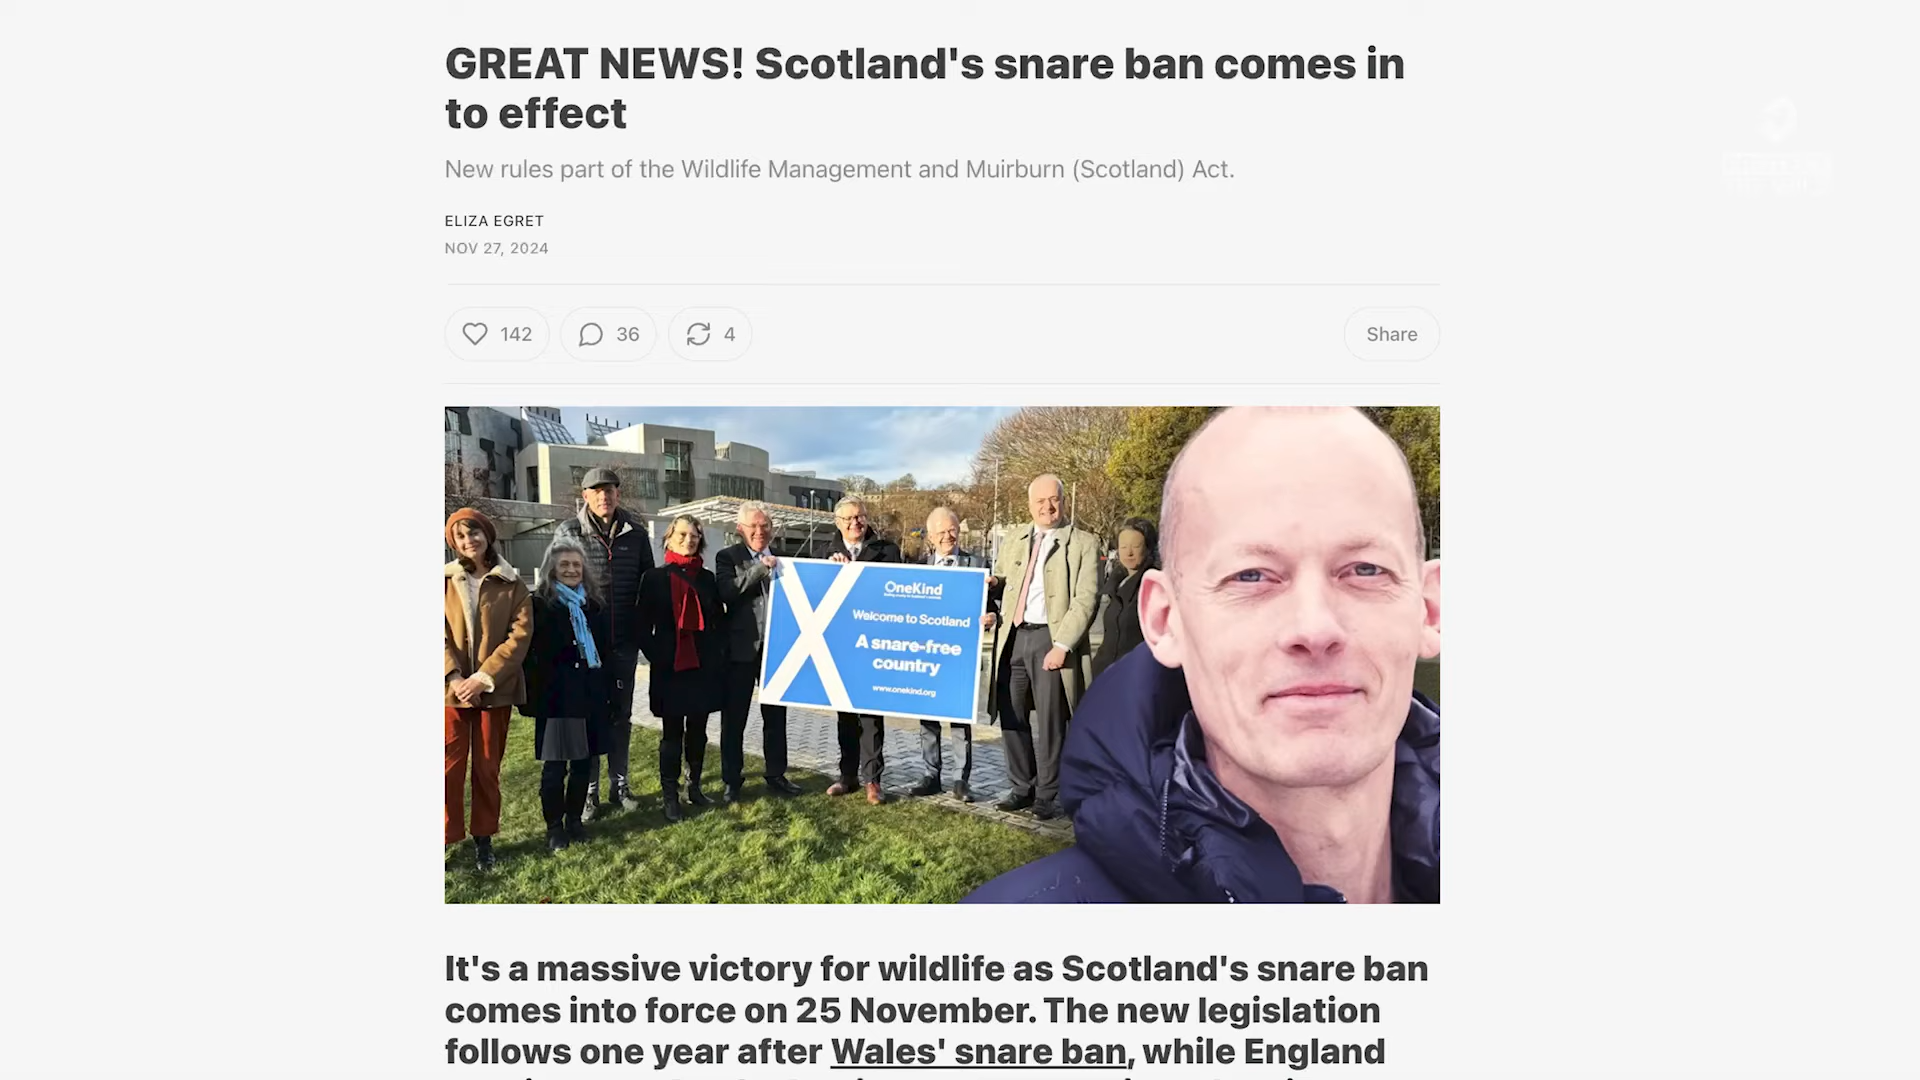 GREAT NEWS! Scotland's snare ban comes in
to effect
New rules part of the Wildlife Management and Muirburn (Scotland) Act.
ELIZA EGRET
NOV 27, 2024
142
36
4
Share
OneKind
Welcome to Scotland
A snare-free
country
www.onekind.org
It's a massive victory for wildlife as Scotland's snare ban
comes into force on 25 November. The new legislation
follows one year after Wales' snare ban, while England